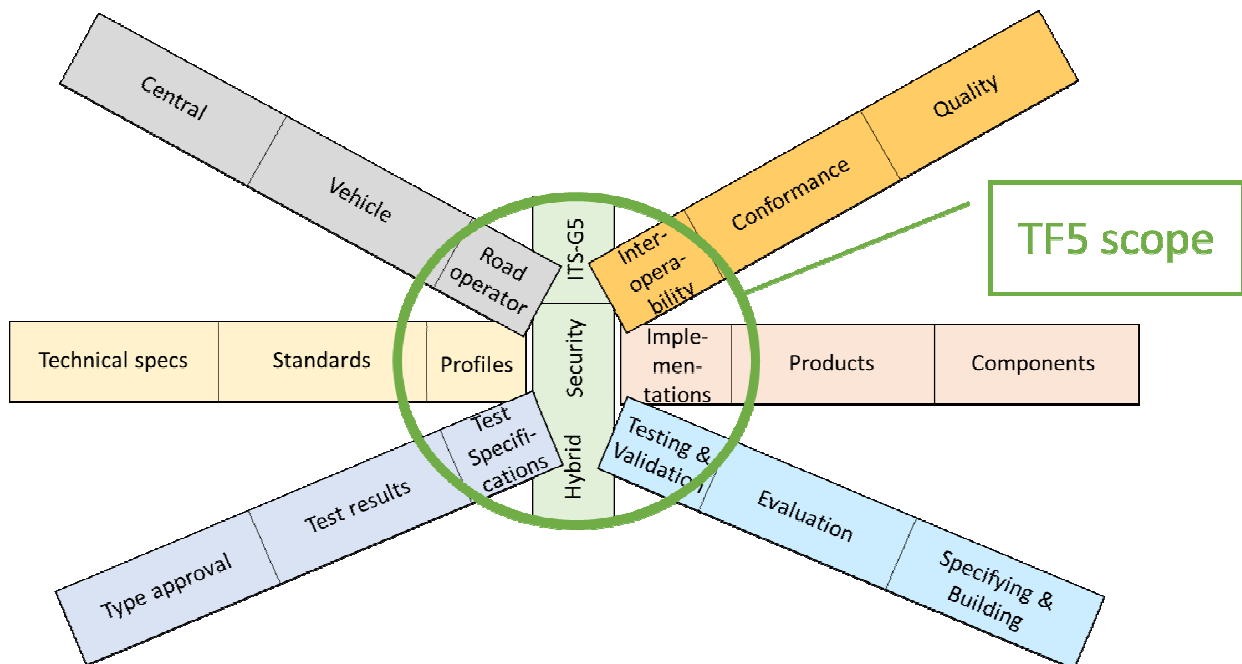 Central
Vehicle
Road
operator
ITS-G5
Security
Hybrid
Inter-
opera-
bility
Conformance
Quality
TF5 scope
Technical specs
Standards
Profiles
Imple-
men-
tations
Products
Components
Type approval
Test results
Test
Specifi-
cations
Testing &
Validation
Evaluation
Specifying &
Building